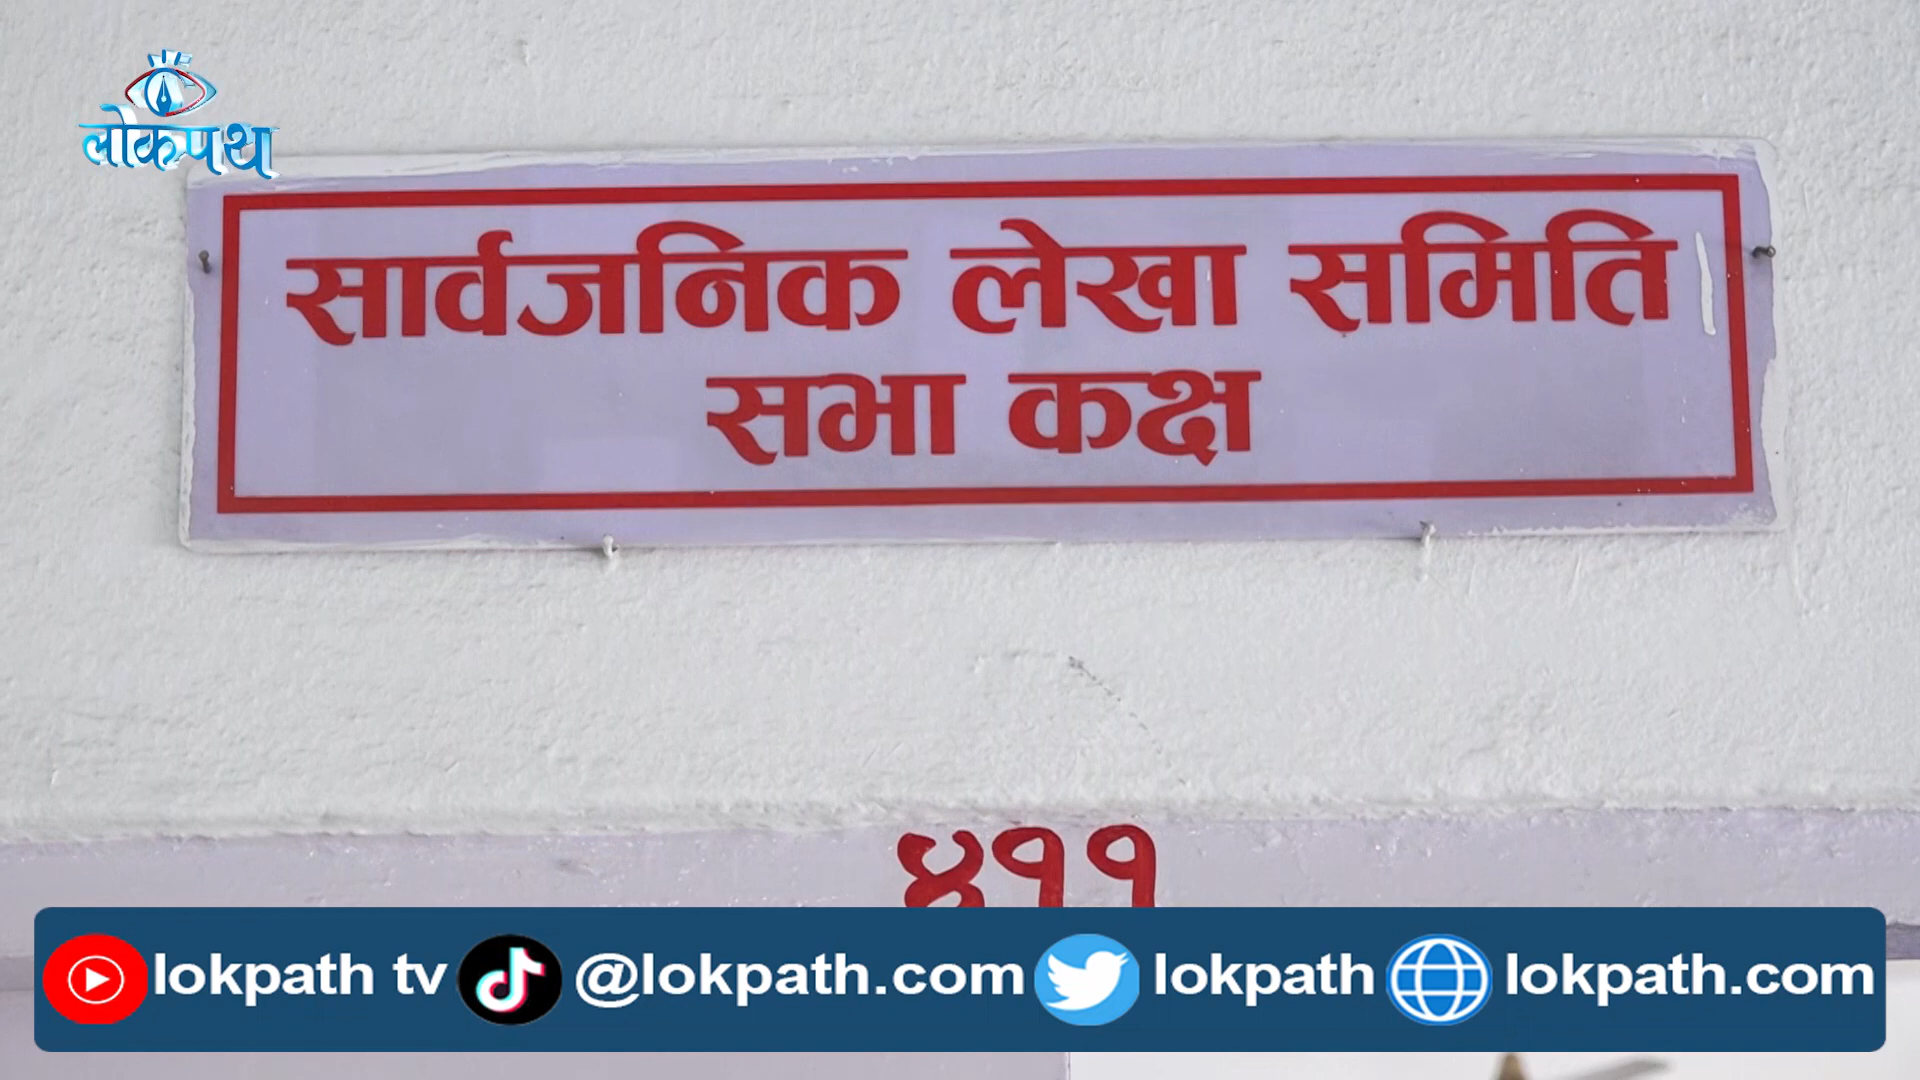 लोकपथ
सार्वजनिक लेखा समिति
सभा कक्ष
४११
lokpath tv @lokpath.com lokpath lokpath.com